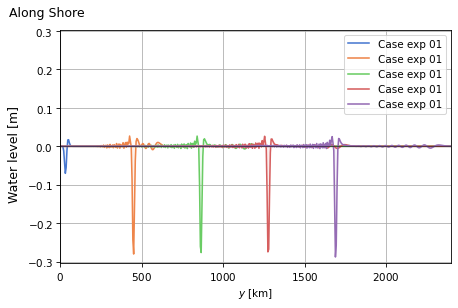 Along Shore
Case exp 01
Case exp 01
Case exp 01
Case exp 01
Case exp 01
Water level [m]
0.3
0.2
0.1
0.0
−0.1
−0.2
−0.3
0 500 1000 1500 2000
y [km]